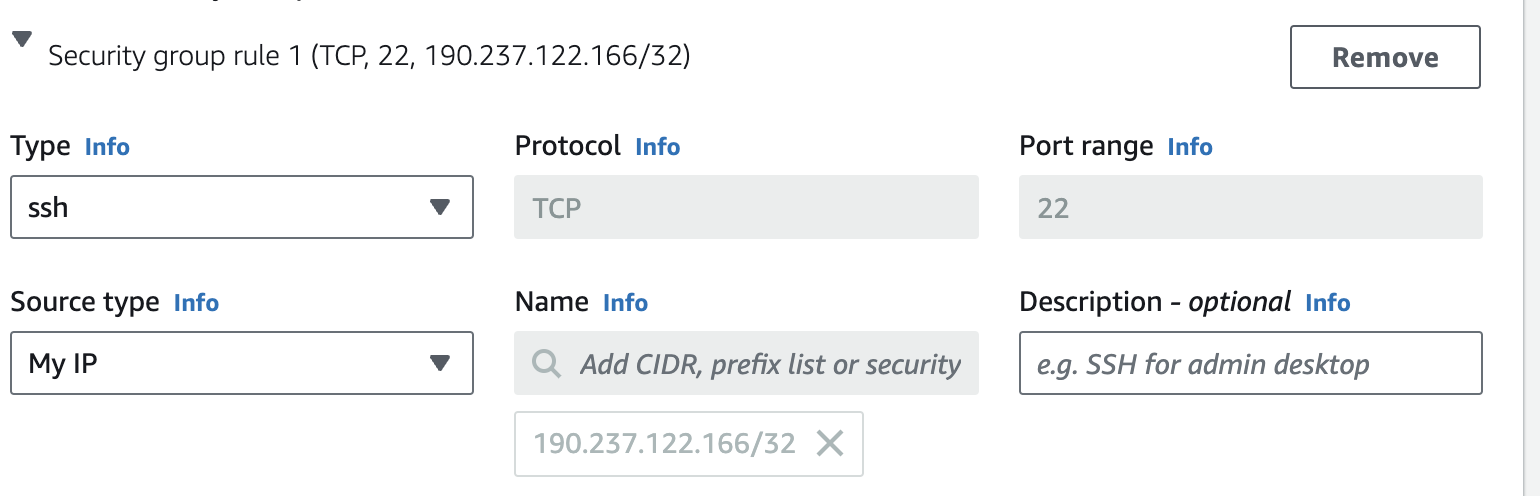 Security group rule 1 (TCP, 22, 190.237.122.166/32)
Remove
Type Info
Protocol Info
Port range Info
ssh
TCP
22
Source type Info
Name Info
Description - optional Info
My IP
Add CIDR, prefix list or security
e.g. SSH for admin desktop
190.237.122.166/32